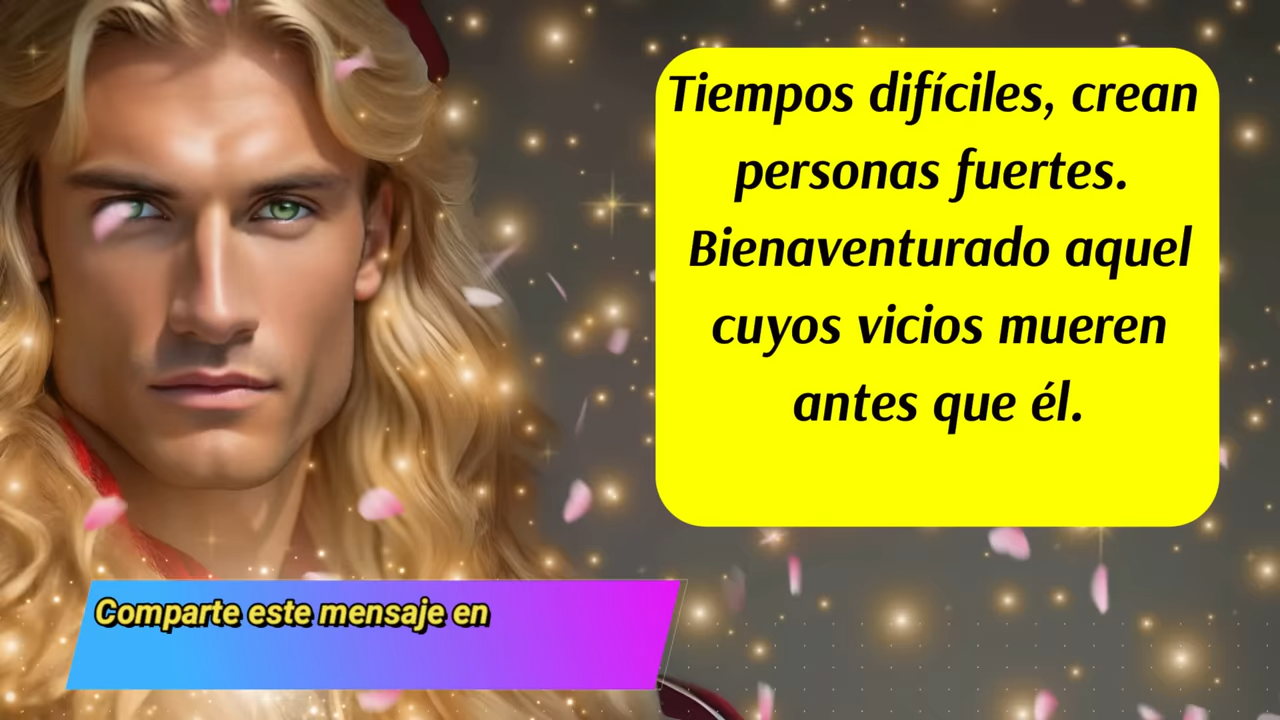 Tiempos difíciles, crean
personas fuertes.
Bienaventurado aquel
cuyos vicios mueren
antes que él.
Comparte este mensaje en